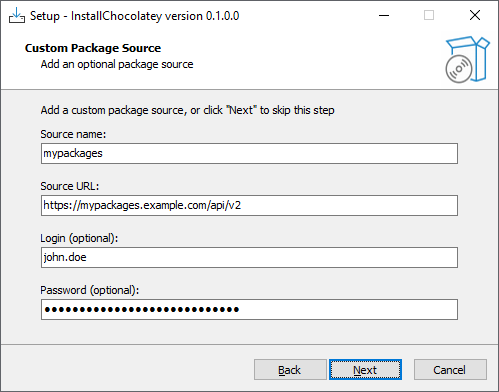 Setup - InstallChocolatey version 0.1.0.0
Custom Package Source
Add an optional package source
Add a custom package source, or click "Next" to skip this step
Source name:
mypackages
Source URL:
https://mypackages.example.com/api/v2
Login (optional):
john.doe
Password (optional):
●●●●●●●●●●●●●●●●●●●●●●●●●●●●
Back Next Cancel